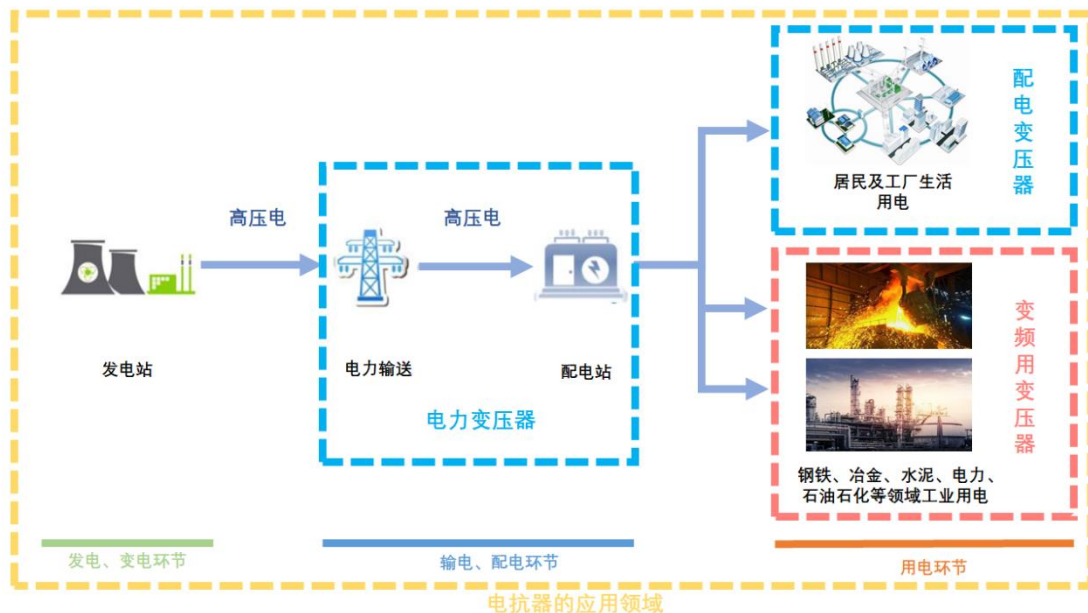 配电变压器
居民及工厂生活
用电
高压电
高压电
发电站
电力输送
配电站
电力变压器
变频用变压器
钢铁、冶金、水泥、电力、
石油石化等领域工业用电
发电、变电环节
输电、配电环节
用电环节
电抗器的应用领域